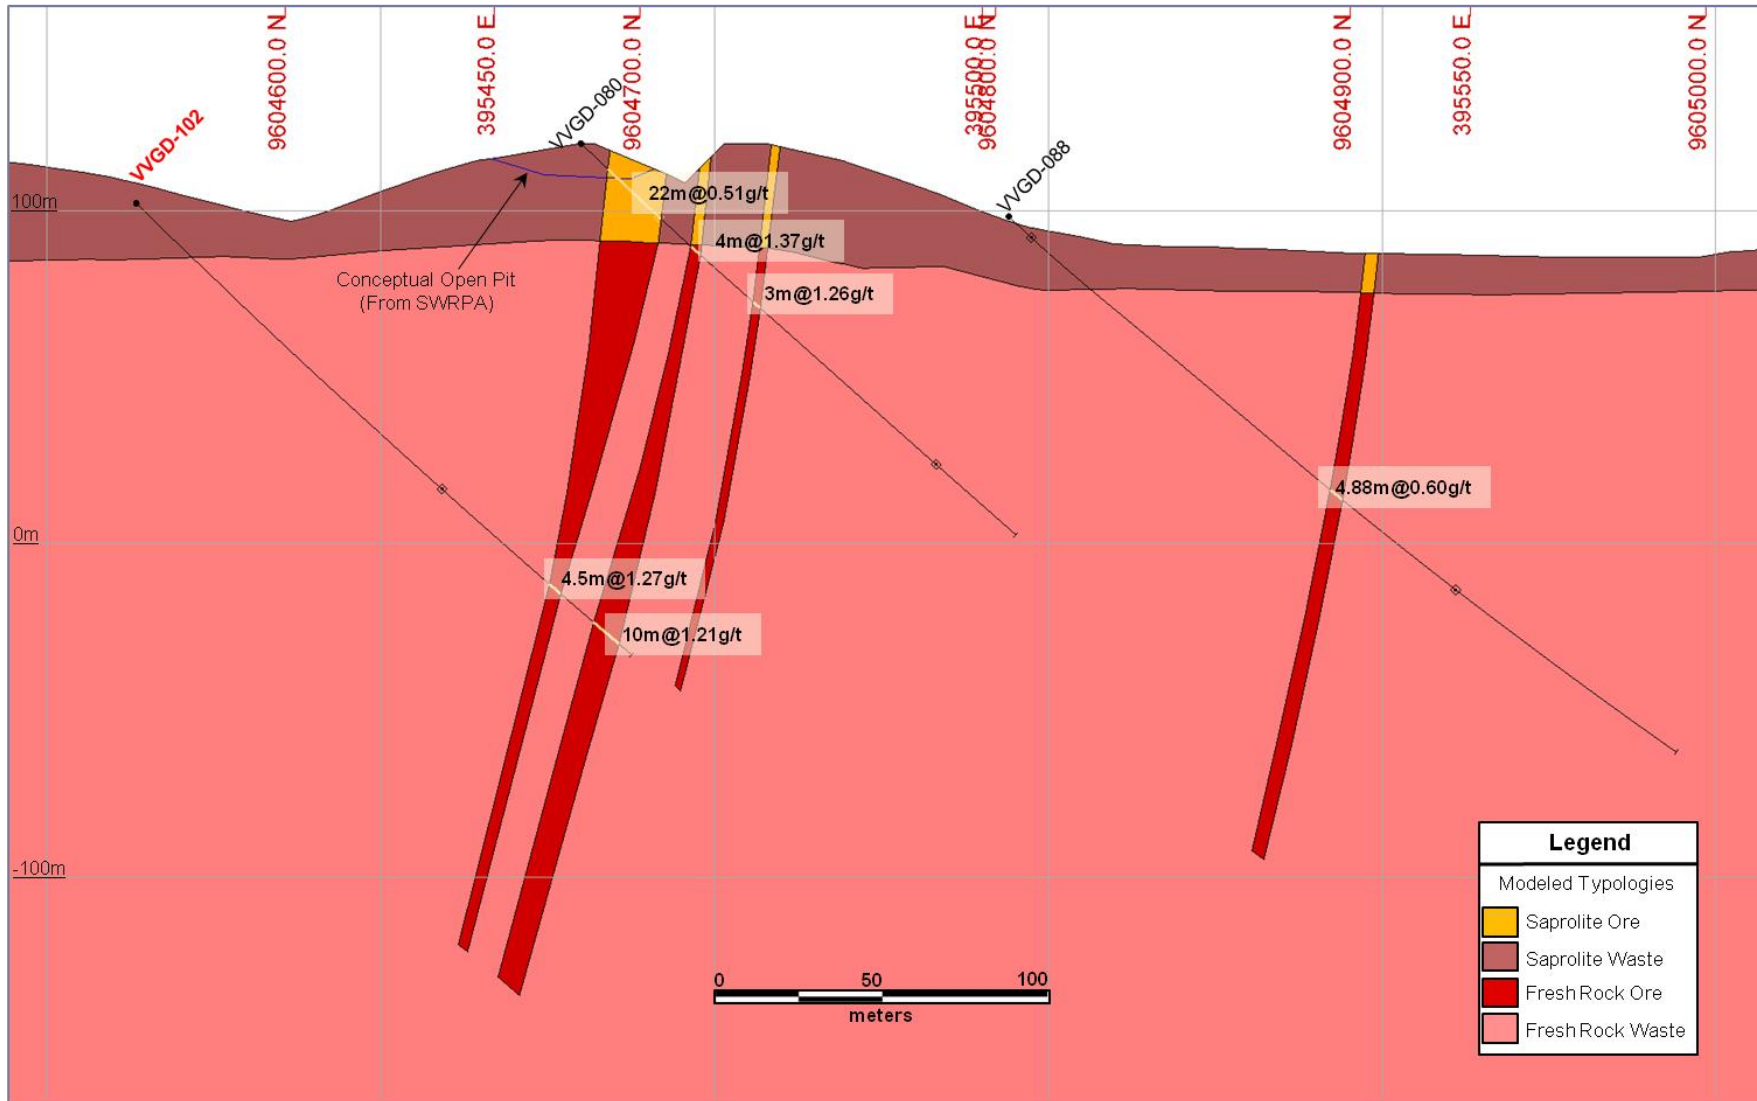 VVGD-102
9604600.0 N
395450.0 E
VVGD-080
9604700.0 N
395500.0 E
9604800.0 N
VVGD-088
9604900.0 N
395550.0 E
9605000.0 N
100m
22m@0.51g/t
4m@1.37g/t
Conceptual Open Pit
(From SWRPA)
3m@1.26g/t
4.88m@0.60g/t
0m
4.5m@1.27g/t
10m@1.21g/t
-100m
0 50 100
meters
Legend
Modeled Typologies
Saprolite Ore
Saprolite Waste
Fresh Rock Ore
Fresh Rock Waste